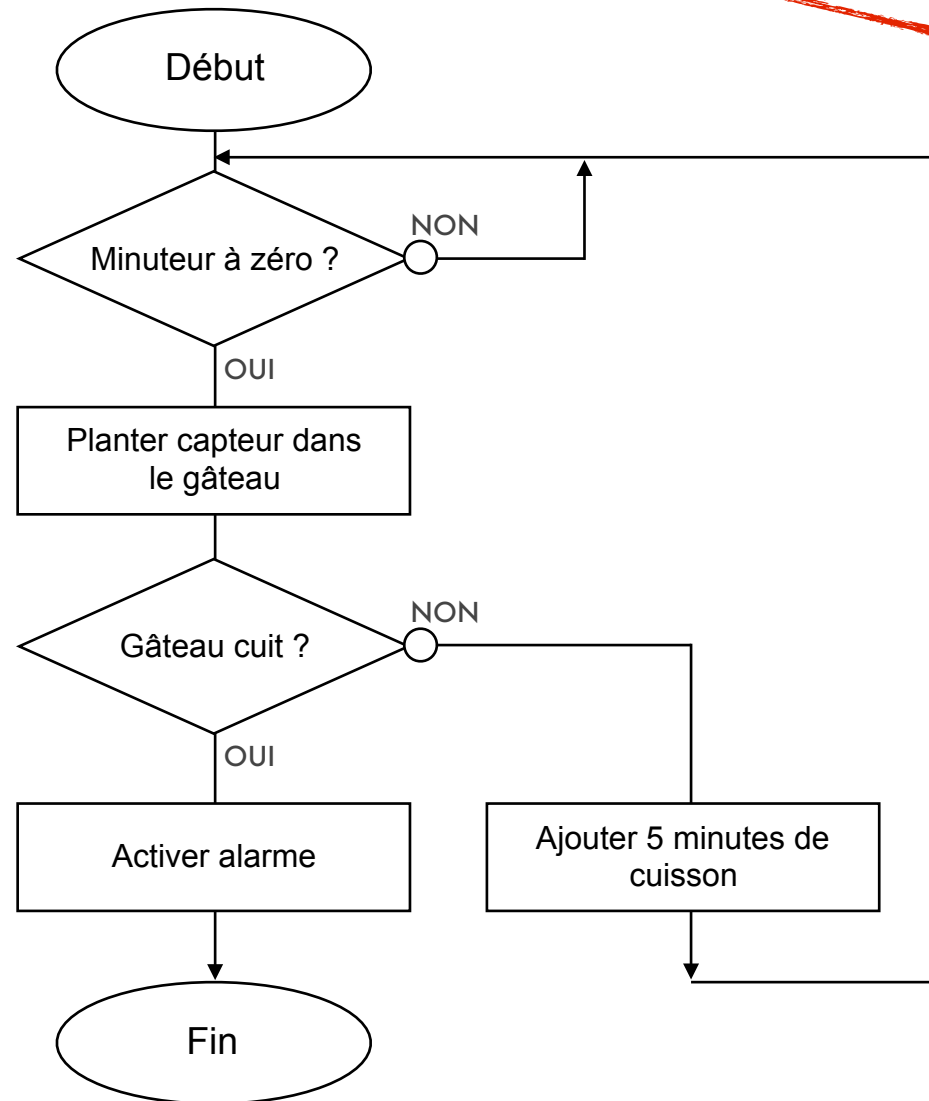 Début
NON
Minuteur à zéro ?
OUI
Planter capteur dans
le gâteau
NON
Gâteau cuit ?
OUI
Activer alarme
Ajouter 5 minutes de
cuisson
Fin